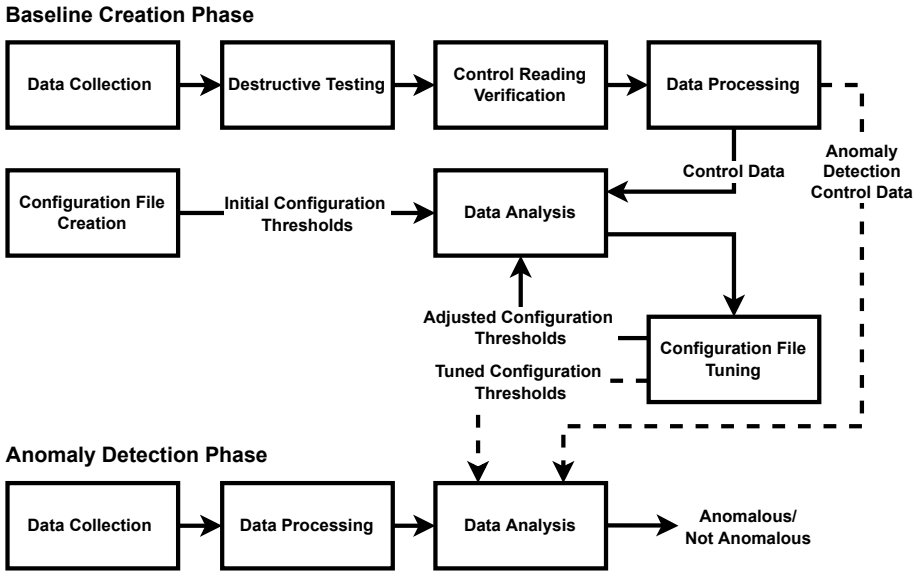 Baseline Creation Phase
Data Collection
Destructive Testing
Control Reading
Verification
Data Processing
Control Data
Anomaly
Detection
Control Data
Configuration File
Creation
Initial Configuration
Thresholds
Data Analysis
Adjusted Configuration
Thresholds
Configuration File
Tuning
Tuned Configuration
Thresholds
Anomaly Detection Phase
Data Collection
Data Processing
Data Analysis
Anomalous/
Not Anomalous